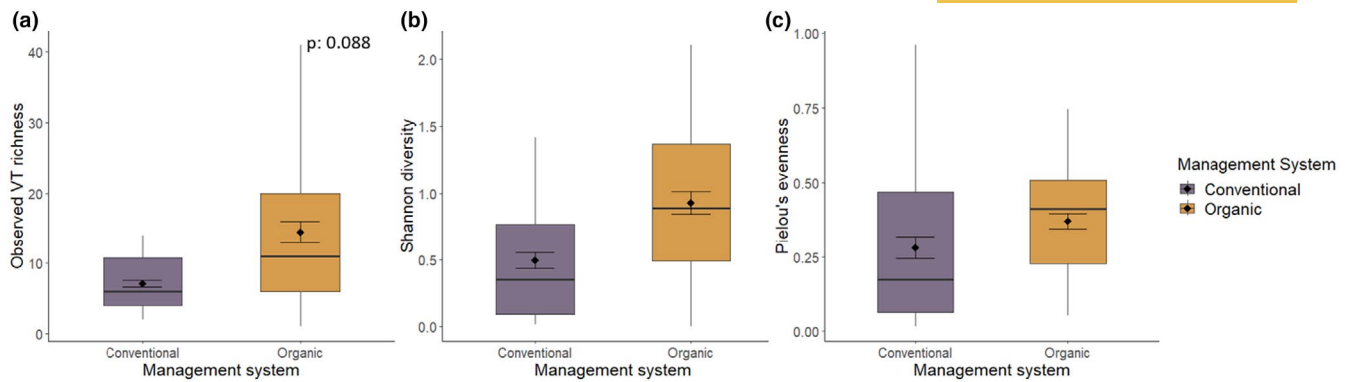 (a)
p: 0.088
40
30
20
10
0
Observed VT richness
Conventional
Organic
Management system
(b)
2.0
1.5
1.0
0.5
0.0
Shannon diversity
Conventional
Organic
Management system
(c)
1.00
0.75
0.50
0.25
0.00
Pielou's evenness
Conventional
Organic
Management system
Management System
Conventional
Organic